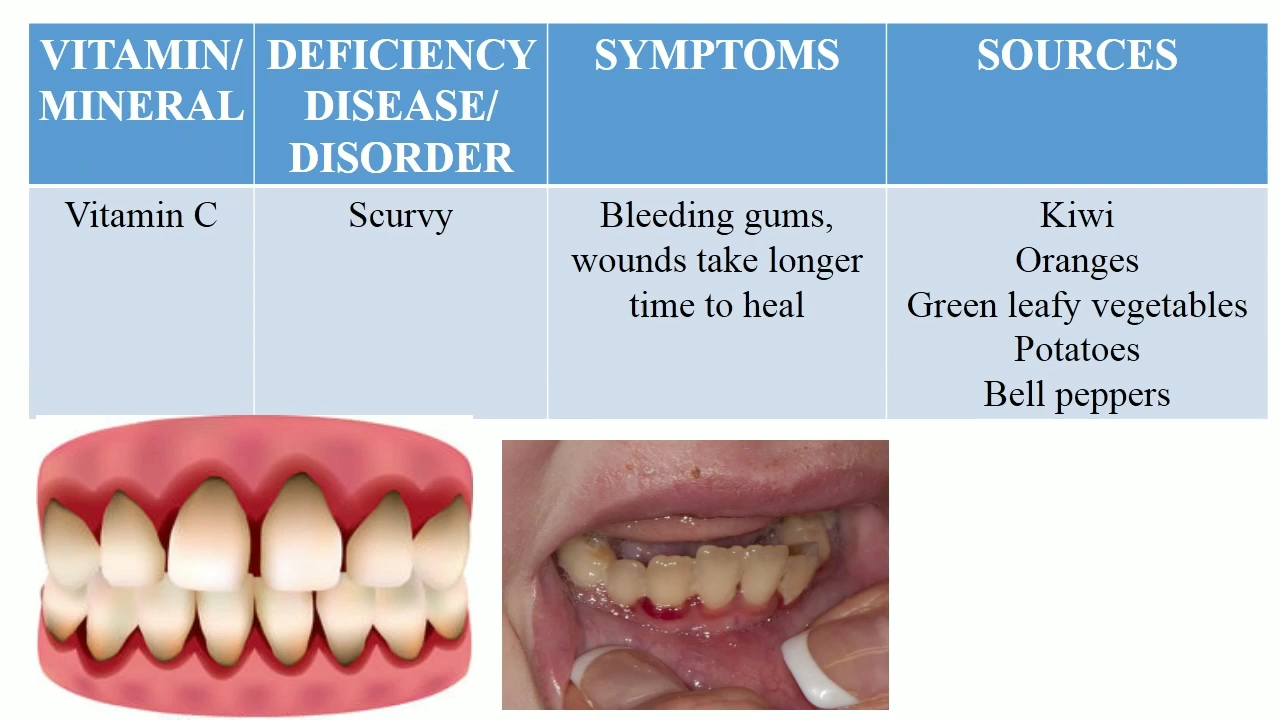 VITAMIN/
MINERAL
DEFICIENCY
DISEASE/
DISORDER
SYMPTOMS
SOURCES
Vitamin C
Scurvy
Bleeding gums,
wounds take longer
time to heal
Kiwi
Oranges
Green leafy vegetables
Potatoes
Bell peppers